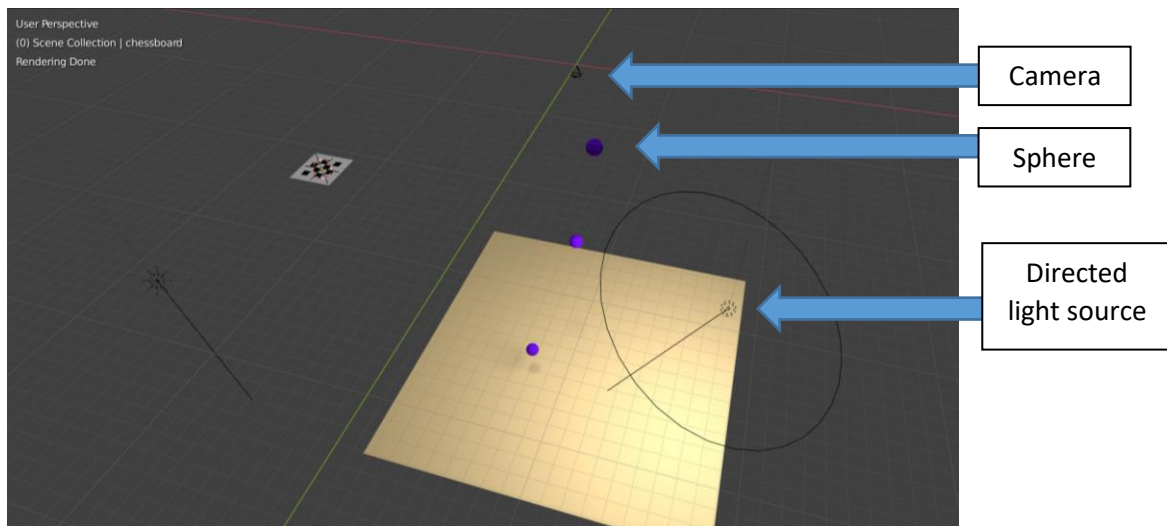 User Perspective
(0) Scene Collection | chessboard
Rendering Done
Camera
Sphere
Directed
light source